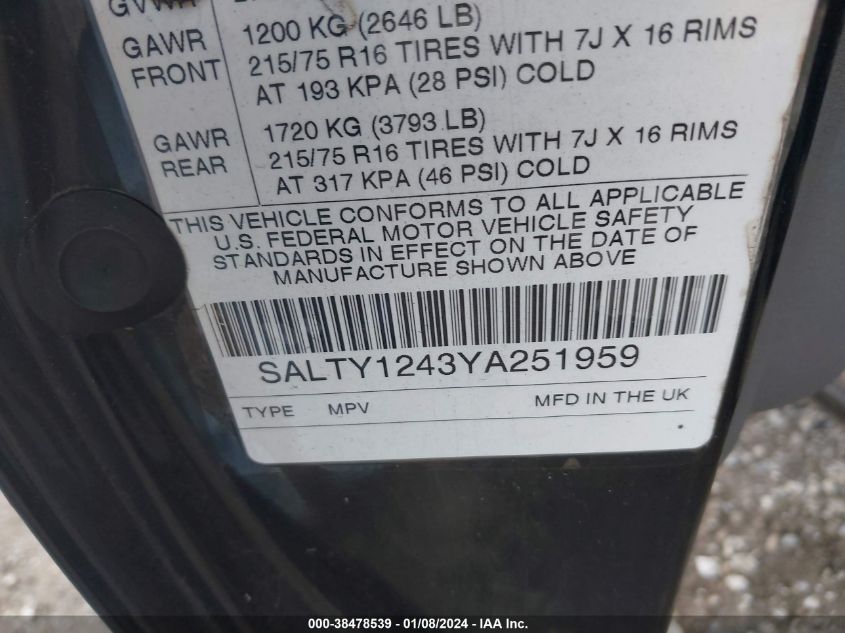 GVWR
GAWR FRONT
1200 KG (2646 LB)
215/75 R16 TIRES WITH 7J X 16 RIMS
AT 193 KPA (28 PSI) COLD
GAWR REAR
1720 KG (3793 LB)
215/75 R16 TIRES WITH 7J X 16 RIMS
AT 317 KPA (46 PSI) COLD
THIS VEHICLE CONFORMS TO ALL APPLICABLE
U.S. FEDERAL MOTOR VEHICLE SAFETY
STANDARDS IN EFFECT ON THE DATE OF
MANUFACTURE SHOWN ABOVE
SALTY1243YA251959
TYPE MPV MFD IN THE UK
000-38478539 - 01/08/2024 - IAA Inc.